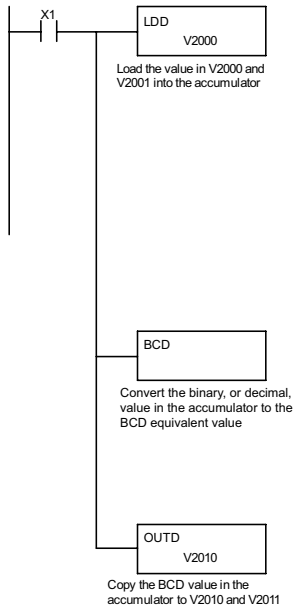 X1
LDD
V2000
Load the value in V2000 and
V2001 into the accumulator
BCD
Convert the binary, or decimal,
value in the accumulator to the
BCD equivalent value
OUTD
V2010
Copy the BCD value in the
accumulator to V2010 and V2011